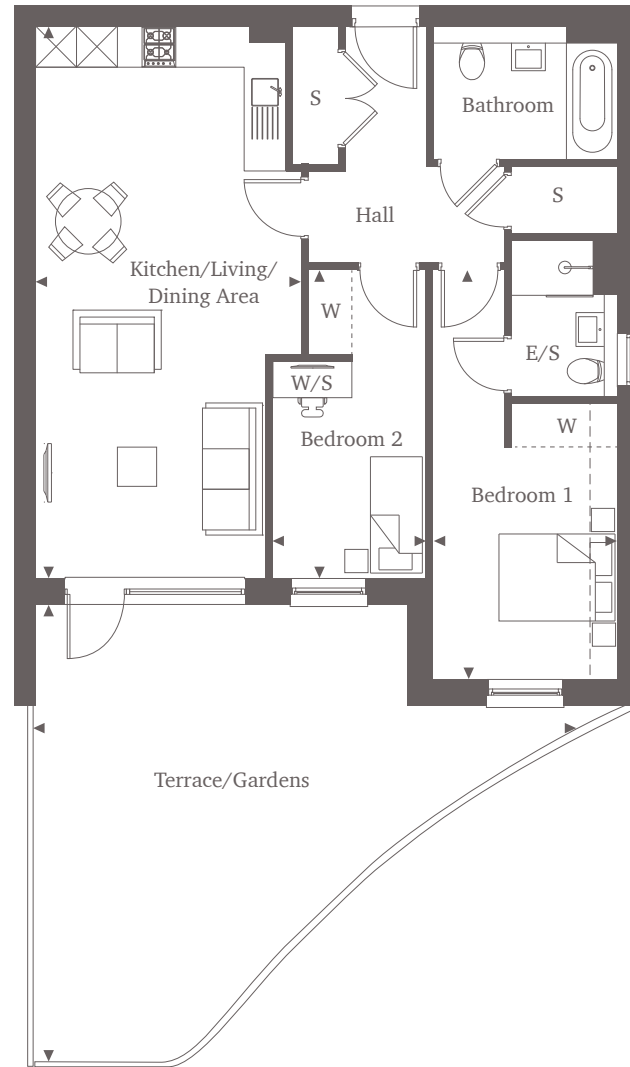 S
Bathroom
S
Hall
Kitchen/Living/
Dining Area
W
E/S
W/S
W
Bedroom 2
Bedroom 1
Terrace/Gardens